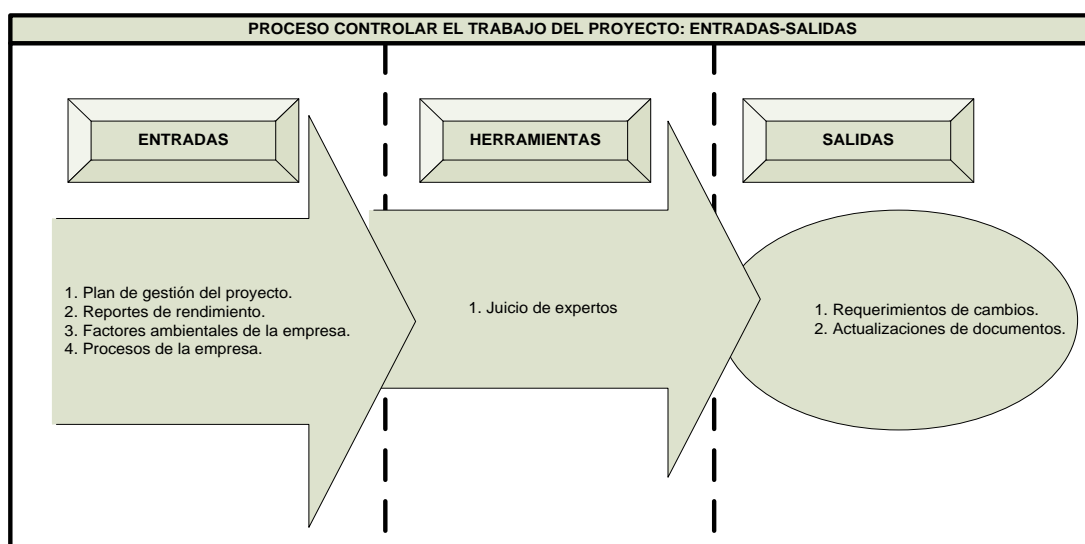 PROCESO CONTROLAR EL TRABAJO DEL PROYECTO: ENTRADAS-SALIDAS
ENTRADAS
HERRAMIENTAS
SALIDAS
1. Plan de gestión del proyecto.
2. Reportes de rendimiento.
3. Factores ambientales de la empresa.
4. Procesos de la empresa.
1. Juicio de expertos
1. Requerimientos de cambios.
2. Actualizaciones de documentos.